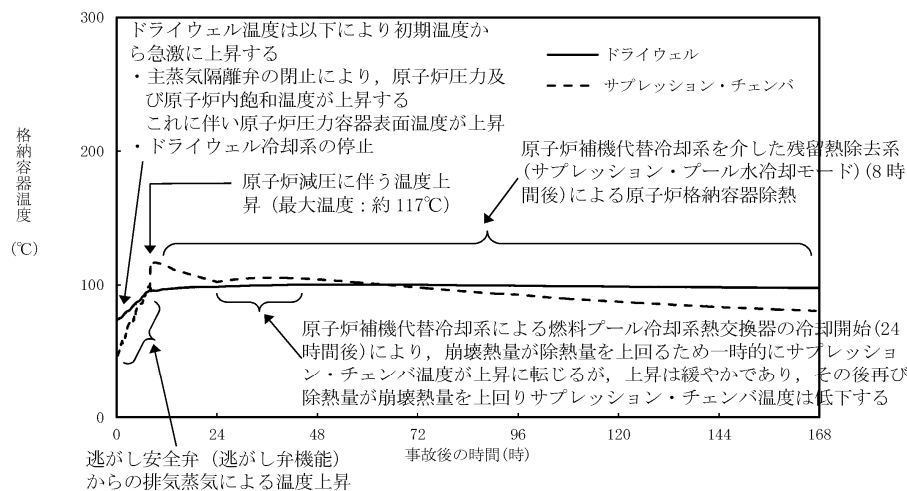 300
200
100
0
格納容器温度
(℃)
ドライウェル温度は以下により初期温度か
ら急激に上昇する
・主蒸気隔離弁の閉止により，原子炉圧力及
び原子炉内飽和温度が上昇する
これに伴い原子炉圧力容器表面温度が上昇
・ドライウェル冷却系の停止
ドライウェル
サプレッション・チェンバ
原子炉減圧に伴う温度上
昇（最大温度：約 117℃）
原子炉補機代替冷却系を介した残留熱除去系
(サプレッション・プール水冷却モード)(8 時
間後)による原子炉格納容器除熱
原子炉補機代替冷却系による燃料プール冷却系熱交換器の冷却開始(24
時間後)により，崩壊熱量が除熱量を上回るため一時的にサプレッショ
ン・チェンバ温度が上昇に転じるが，上昇は緩やかであり，その後再び
除熱量が崩壊熱量を上回りサプレッション・チェンバ温度は低下する
0
24
48
72
96
120
144
168
事故後の時間(時)
逃がし安全弁（逃がし弁機能）
からの排気蒸気による温度上昇